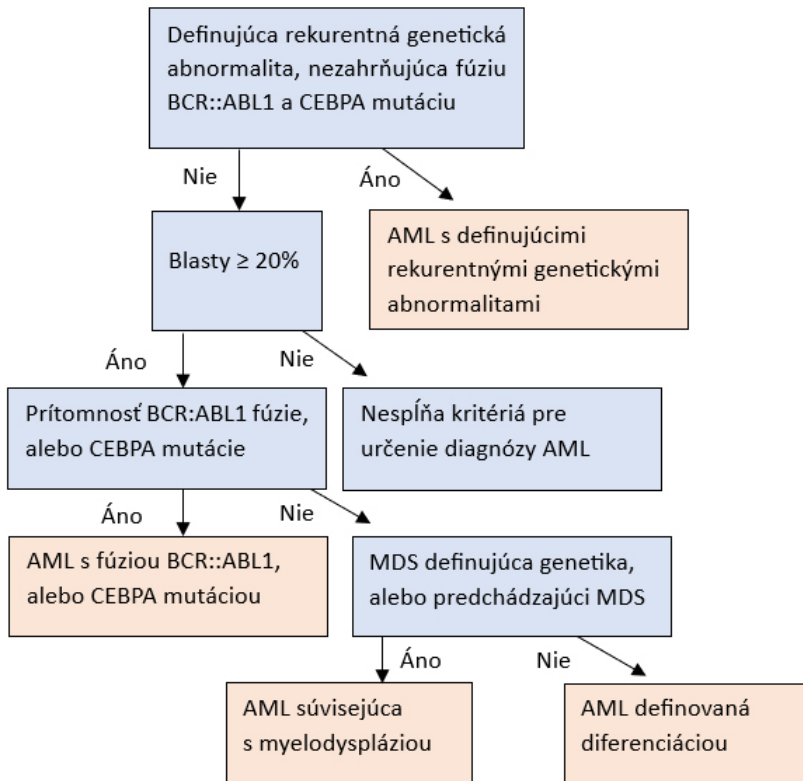 Definujúca rekurentná genetická
abnormalita, nezahrňujúca fúziu
BCR::ABL1 a CEBPA mutáciu
Nie
Áno
Blasty ≥ 20%
AML s definujúcimi
rekurentnými genetickými
abnormalitami
Áno
Nie
Prítomnosť BCR:ABL1 fúzie,
alebo CEBPA mutácie
Nespĺňa kritériá pre
určenie diagnózy AML
Áno
Nie
AML s fúziou BCR::ABL1,
alebo CEBPA mutáciou
MDS definujúca genetika,
alebo predchádzajúci MDS
Áno
Nie
AML súvisejúca
s myelodyspláziou
AML definovaná
diferenciáciou